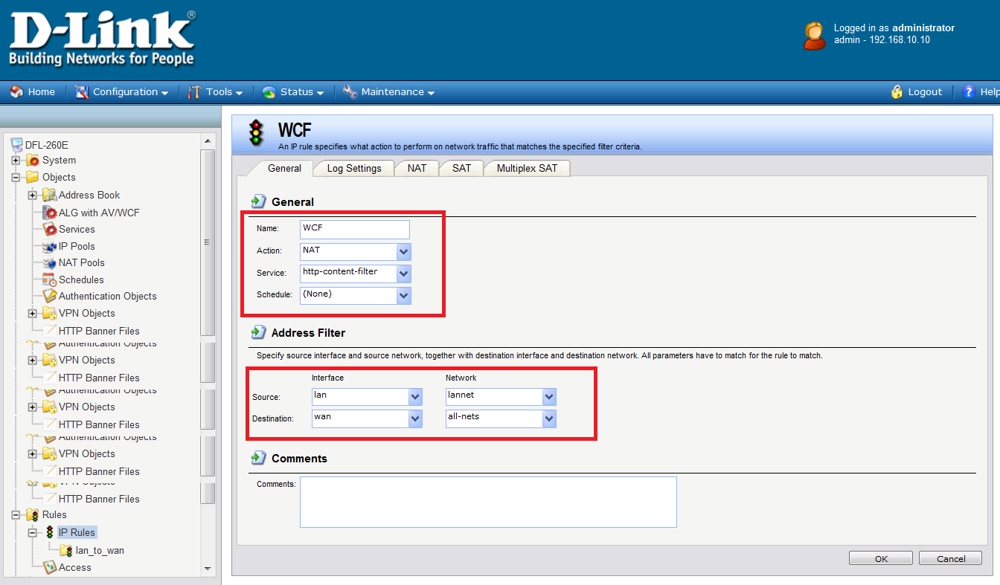 D-Link®
Building Networks for People
Logged in as administrator
admin - 192.168.10.10
Home
Configuration
Tools
Status
Maintenance
Logout
Help
DFL-260E
System
Objects
Address Book
ALG with AV/WCF
Services
IP Pools
NAT Pools
Schedules
Authentication Objects
VPN Objects
HTTP Banner Files
Authentication Objects
VPN Objects
HTTP Banner Files
Authentication Objects
VPN Objects
HTTP Banner Files
Authentication Objects
VPN Objects
HTTP Banner Files
VPN Objects
HTTP Banner Files
Rules
IP Rules
lan_to_wan
Access
WCF
An IP rule specifies what action to perform on network traffic that matches the specified filter criteria.
General
Log Settings
NAT
SAT
Multiplex SAT
General
Name: WCF
Action: NAT
Service: http-content-filter
Schedule: (None)
Address Filter
Specify source interface and source network, together with destination interface and destination network. All parameters have to match for the rule to match.
Interface Network
Source: lan lannet
Destination: wan all-nets
Comments
Comments:
OK
Cancel